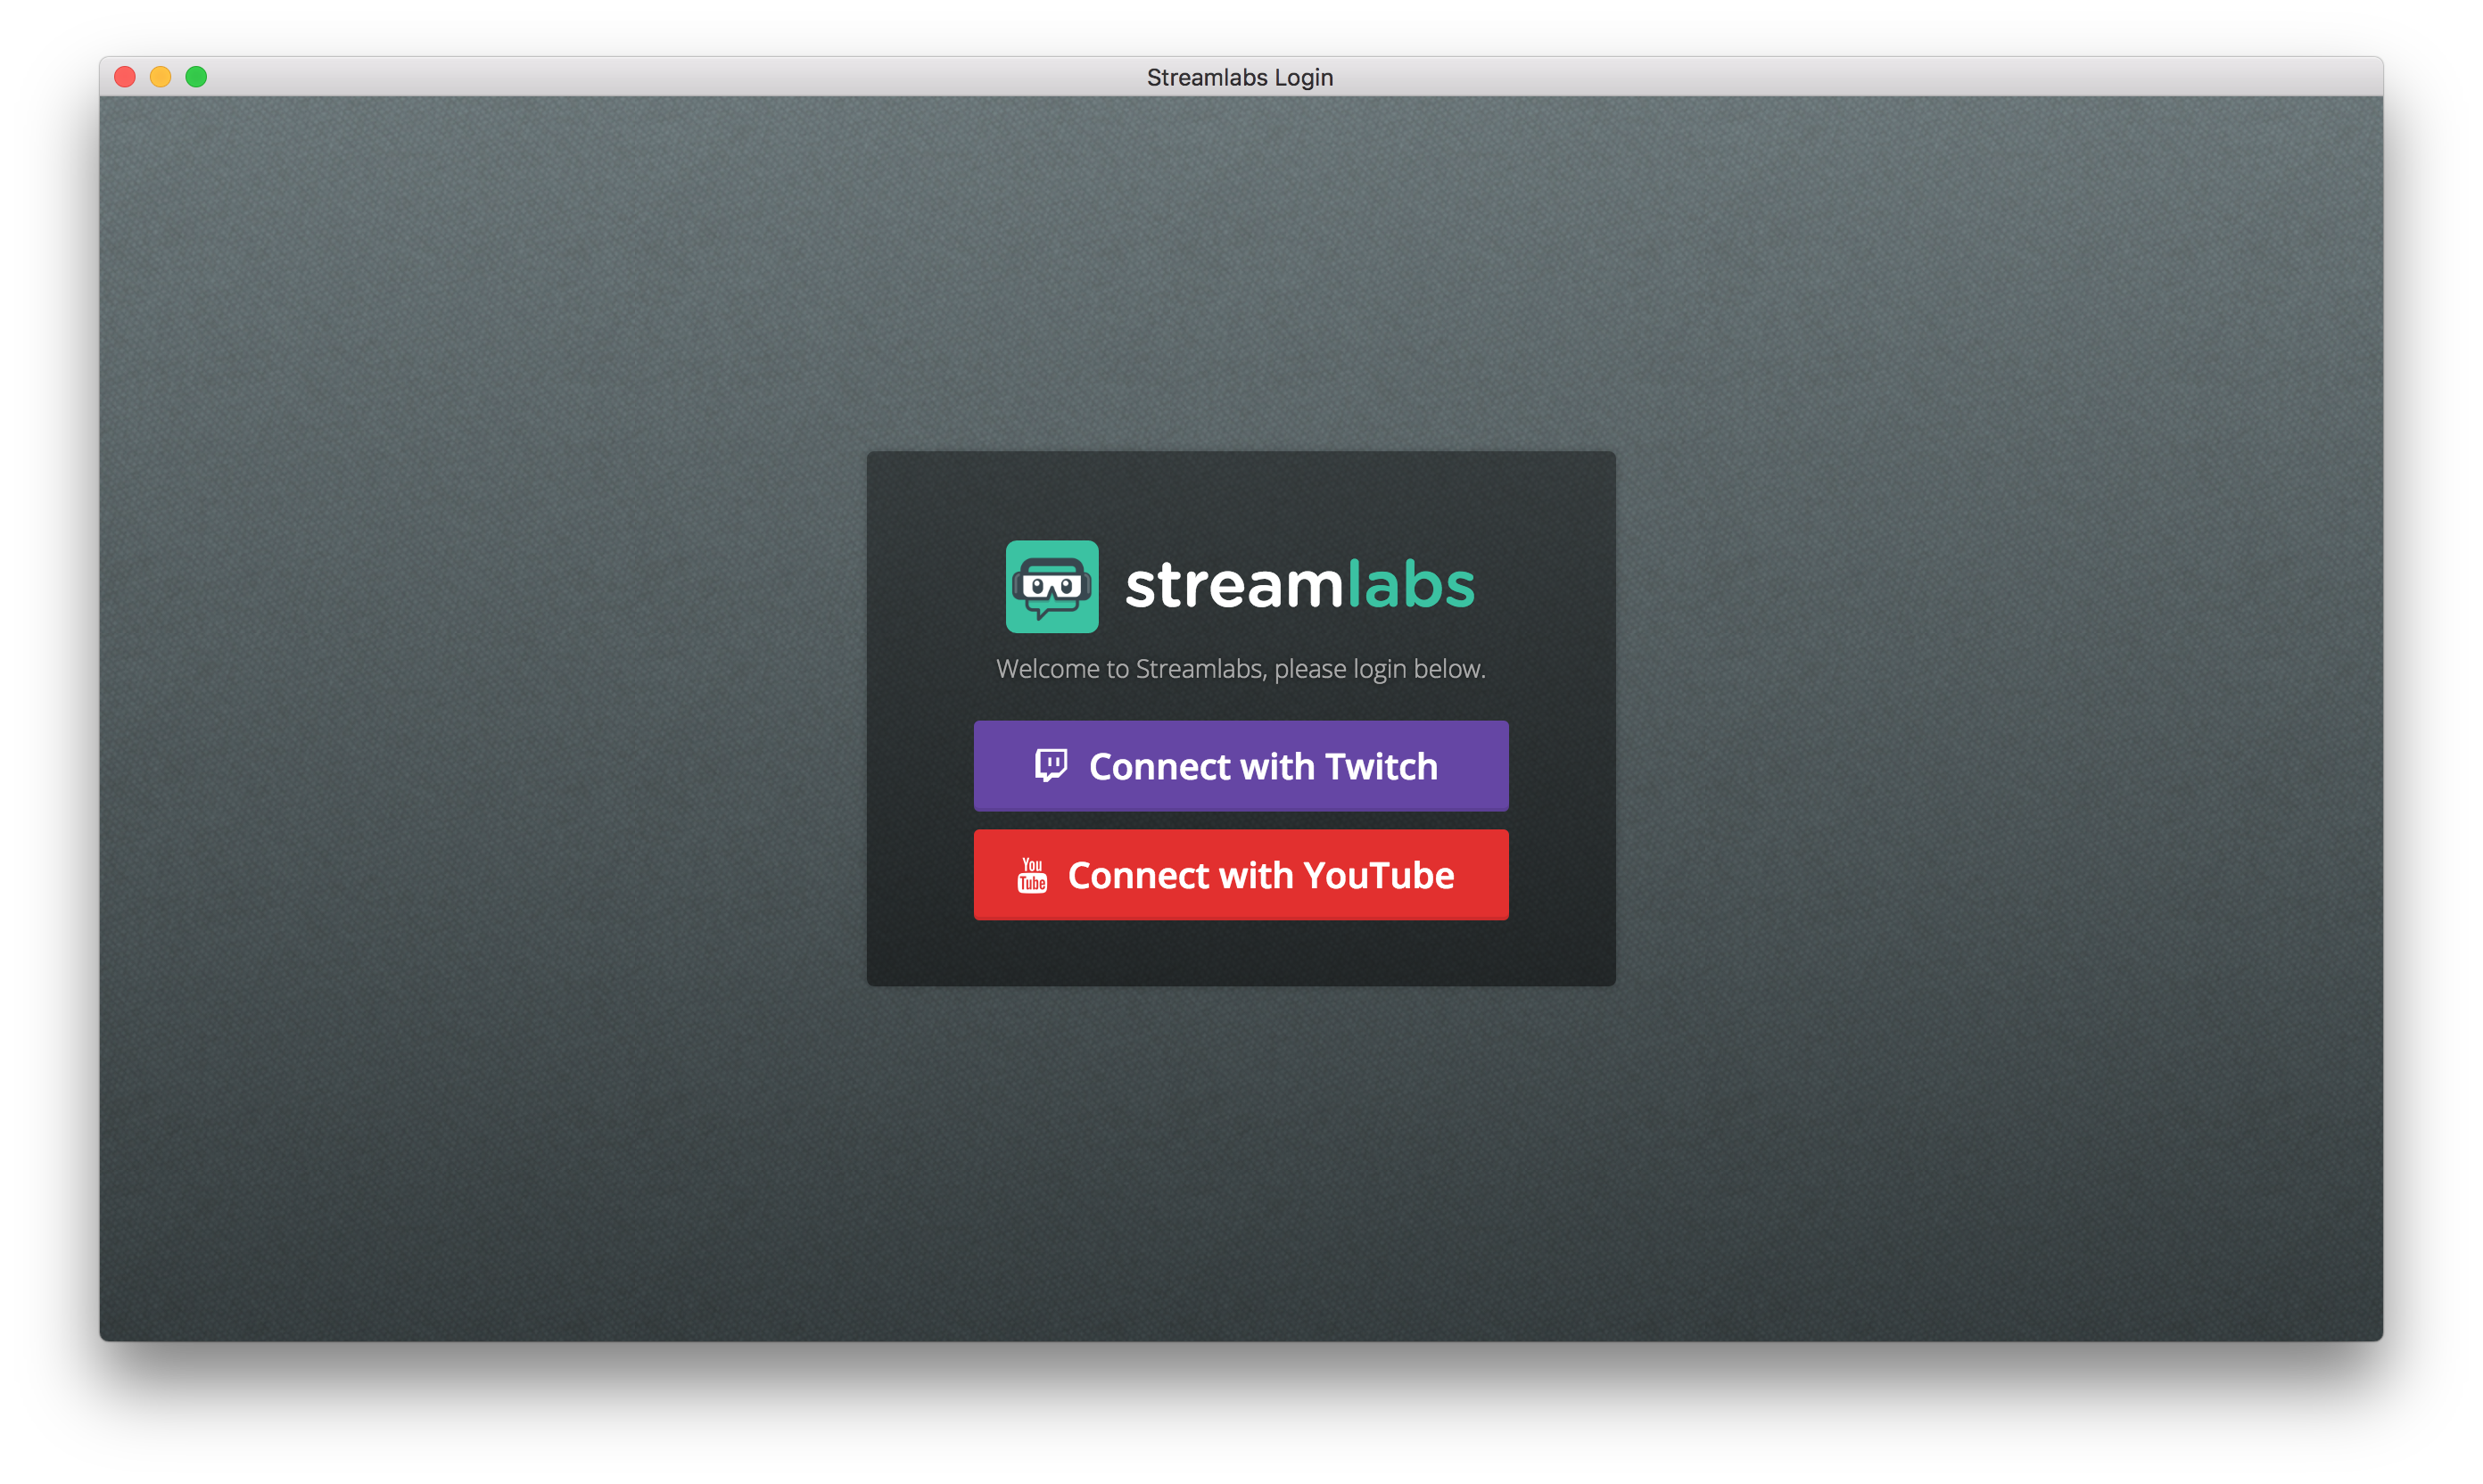 Streamlabs Login
streamlabs
Welcome to Streamlabs, please login below.
Connect with Twitch
You
Tube
Connect with YouTube